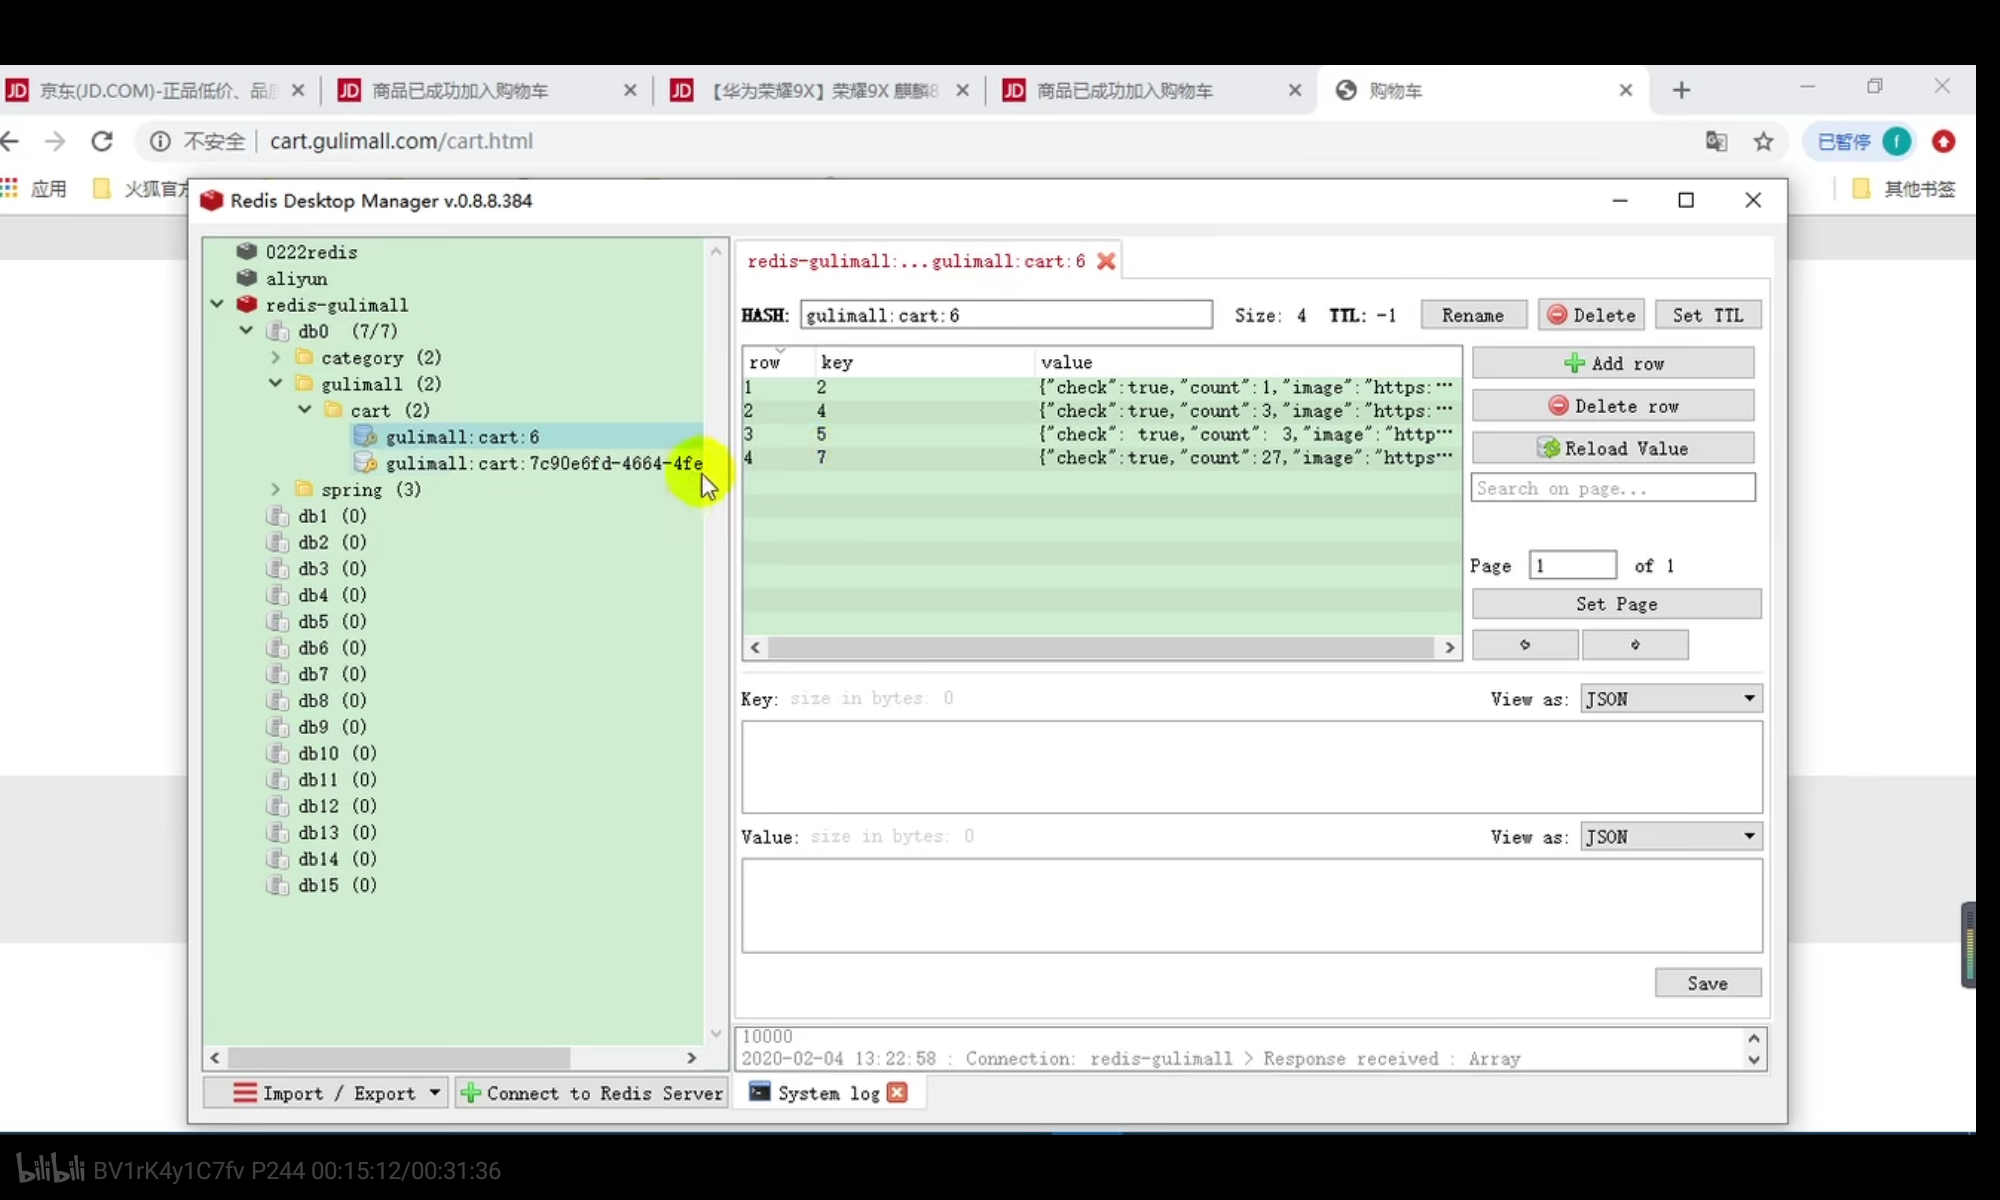 JD 京东(JD.COM)-正品低价、品 JD 商品已成功加入购物车 JD 【华为荣耀9X】荣耀9X 麒麟8 JD 商品已成功加入购物车 购物车
不安全 cart.gulimall.com/cart.html 已暂停 f
应用 火狐官方 其他书签
Redis Desktop Manager v.0.8.8.384
0222redis
aliyun
redis-gulimall
db0 (7/7)
category (2)
gulimall (2)
cart (2)
gulimall:cart:6
gulimall:cart:7c90e6fd-4664-4fe
spring (3)
db1 (0)
db2 (0)
db3 (0)
db4 (0)
db5 (0)
db6 (0)
db7 (0)
db8 (0)
db9 (0)
db10 (0)
db11 (0)
db12 (0)
db13 (0)
db14 (0)
db15 (0)
Import / Export Connect to Redis Server
redis-gulimall:...gulimall:cart:6
HASH: gulimall:cart:6 Size: 4 TTL: -1 Rename Delete Set TTL
row key value
1 2 {"check":true,"count":1,"image":"https:...
2 4 {"check":true,"count":3,"image":"https:...
3 5 {"check": true,"count": 3,"image":"http...
4 7 {"check":true,"count":27,"image":"https...
Add row
Delete row
Reload Value
Search on page...
Page 1 of 1
Set Page
Key: size in bytes: 0 View as: JSON
Value: size in bytes: 0 View as: JSON
Save
10000
2020-02-04 13:22:58 : Connection: redis-gulimall > Response received : Array
System log
bilibili BV1rK4y1C7fv P244 00:15:12/00:31:36